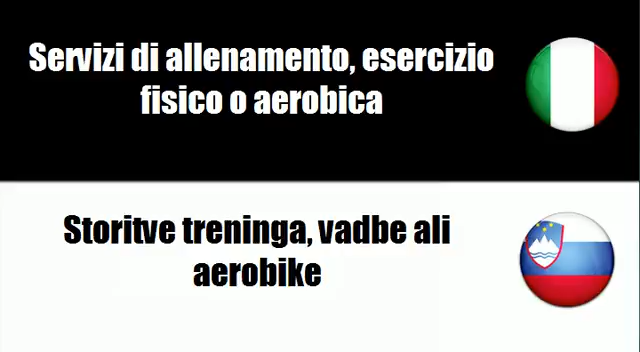 Servizi di allenamento, esercizio
fisico o aerobica
Storitve treninga, vadbe ali
aerobike